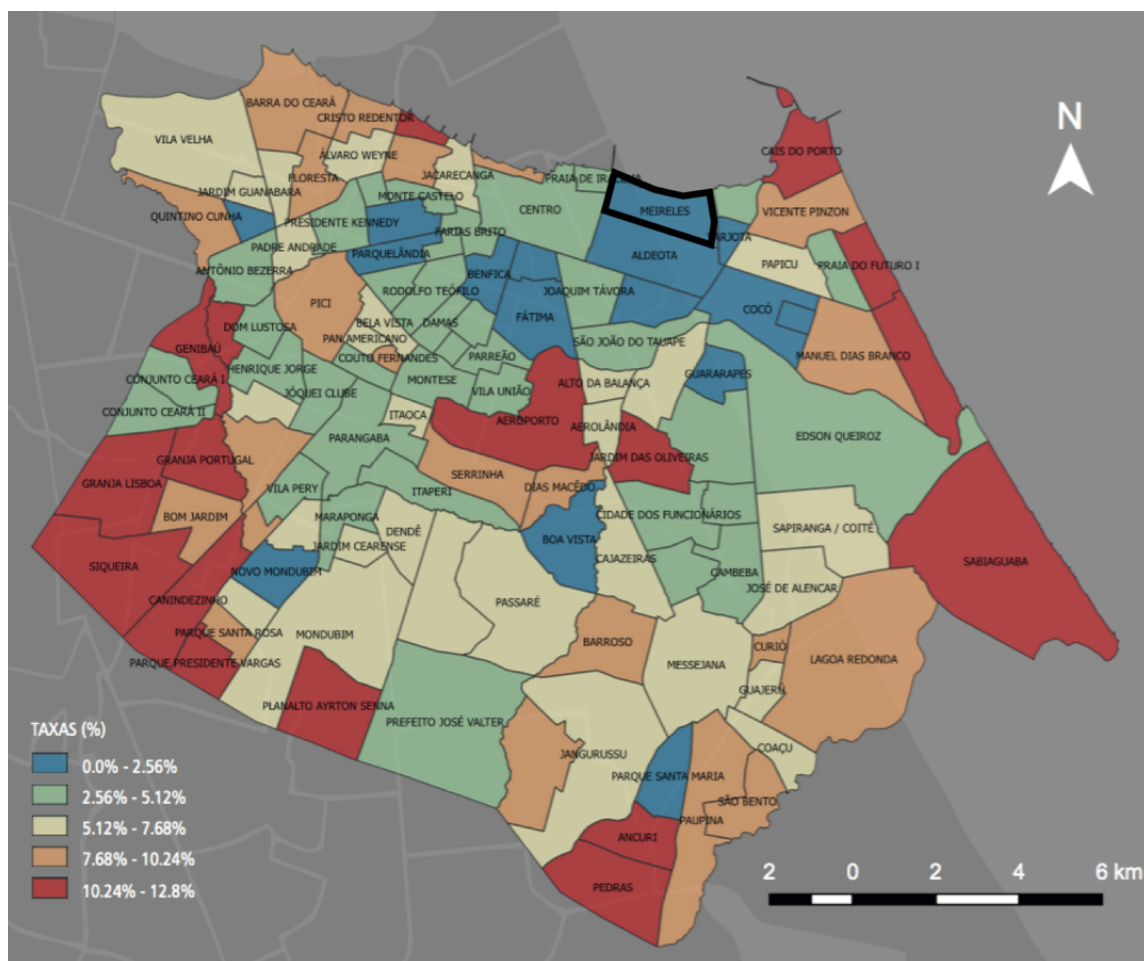 N
BARRA DO CEARÁ
CRISTO REDENTOR
VILA VELHA
ÁLVARO WEYNE
CAIS DO PORTO
FLORESTA
JACARECANGA
PRAIA DE
JARDIM GUANABARA
MONTE CASTELO
CENTRO
MEIRELES
VICENTE PINZON
QUINTINO CUNHA
PRESIDENTE KENNEDY
FARIAS BRITO
PADRE ANDRADE
PARQUELÂNDIA
ALDEOTA
PAPICU
PRAIA DO FUTURO I
ANTÔNIO BEZERRA
BENFICA
RODOLFO TEÓFILO
JOAQUIM TÁVORA
PICI
COCÓ
DOM LUSTOSA
BELA VISTA
DAMAS
FÁTIMA
PAN AMERICANO
GENIBAÚ
COUTO FERNANDES
PARREÃO
SÃO JOÃO DO TAUAPE
MANUEL DIAS BRANCO
HENRIQUE JORGE
MONTESE
VILA UNIÃO
ALTO DA BALANÇA
GUARARAPES
CONJUNTO CEARÁ I
JÓQUEI CLUBE
CONJUNTO CEARÁ II
ITAOCA
AEROPORTO
AEROLÂNDIA
EDSON QUEIROZ
PARANGABA
GRANJA PORTUGAL
SERRINHA
JARDIM DAS OLIVEIRAS
GRANJA LISBOA
VILA PERY
ITAPERI
DIAS MACÊDO
BOM JARDIM
MARAPONGA
CIDADE DOS FUNCIONÁRIOS
DENDÊ
SAPIRANGA / COITÉ
JARDIM CEARENSE
BOA VISTA
SIQUEIRA
NOVO MONDUBIM
CAJAZEIRAS
SABIAGUABA
CAMBEBA
CANINDEZINHO
PASSARÉ
JOSÉ DE ALENCAR
PARQUE SANTA ROSA
MONDUBIM
BARROSO
CURIÓ
PARQUE PRESIDENTE VARGAS
MESSEJANA
LAGOA REDONDA
GUAJERÚ
PLANALTO AYRTON SENNA
PREFEITO JOSÉ VALTER
JANGURUSSU
COAÇU
PARQUE SANTA MARIA
SÃO BENTO
PAUPINA
ANCURI
PEDRAS
TAXAS (%)
0.0% - 2.56%
2.56% - 5.12%
5.12% - 7.68%
7.68% - 10.24%
10.24% - 12.8%
2 0 2 4 6 km